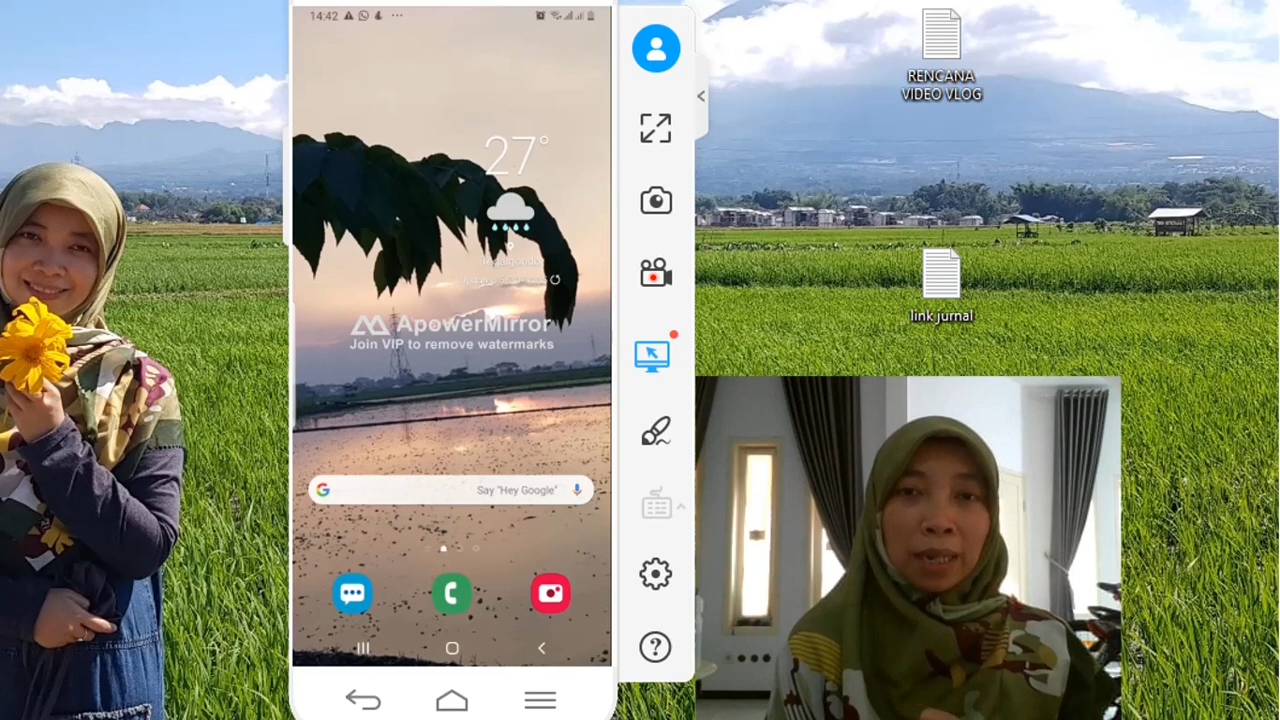 14:42
27°
ApowerMirror
Join VIP to remove watermarks
Say "Hey Google"
RENCANA
VIDEO VLOG
link jurnal